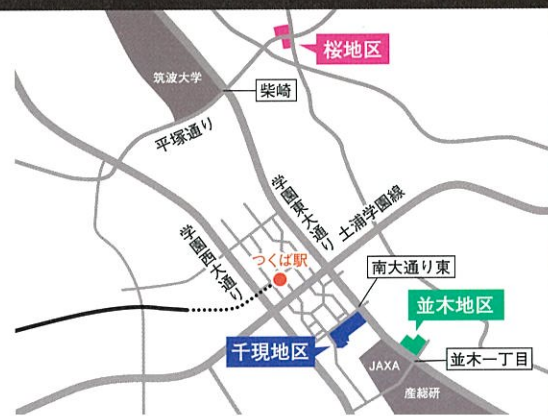 桜地区
筑波大学
柴崎
平塚通り
学園東大通り
土浦学園線
学園西大通り
つくば駅
南大通り東
並木地区
千現地区
JAXA
並木一丁目
産総研